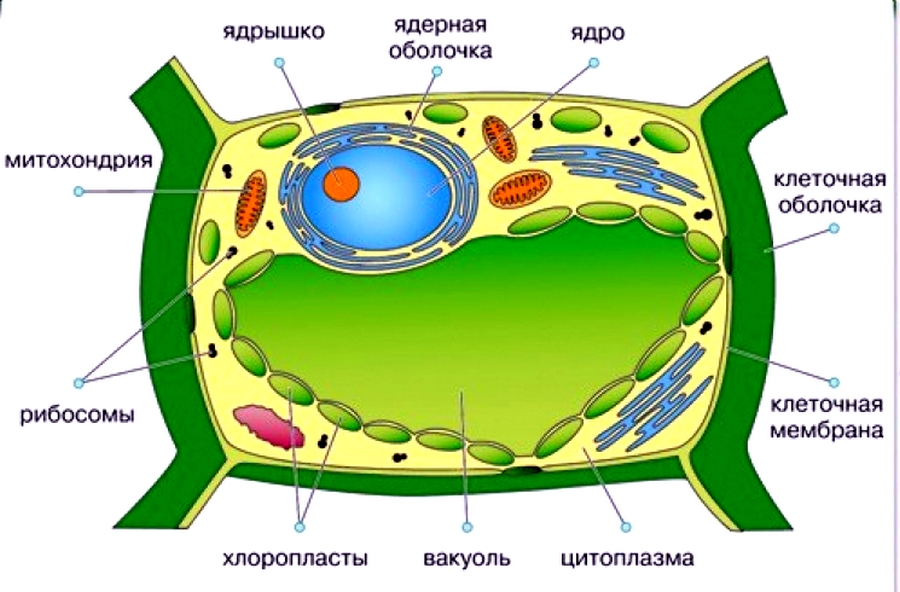 ядрышко
ядерная
оболочка
ядро
митохондрия
клеточная
оболочка
рибосомы
клеточная
мембрана
хлоропласты
вакуоль
цитоплазма